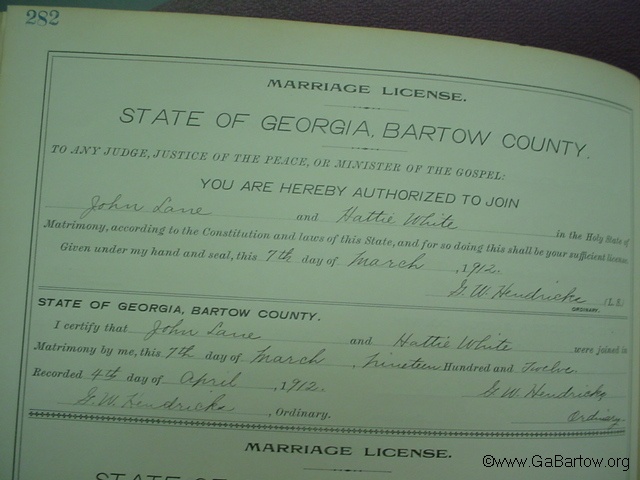 282
MARRIAGE LICENSE.
STATE OF GEORGIA, BARTOW COUNTY.
TO ANY JUDGE, JUSTICE OF THE PEACE, OR MINISTER OF THE GOSPEL:
YOU ARE HEREBY AUTHORIZED TO JOIN
John Lane and Hattie White in the Holy State of
Matrimony, according to the Constitution and laws of this State, and for so doing this shall be your sufficient license.
Given under my hand and seal, this 7th day of March, 1912.
G. W. Hendricks (L. S.)
ORDINARY.
STATE OF GEORGIA, BARTOW COUNTY.
I certify that John Lane and Hattie White were joined in
Matrimony by me, this 7th day of March, Nineteen Hundred and Twelve.
Recorded 4th day of April, 1912. G. W. Hendricks
G. W. Hendricks, Ordinary. Ordinary
MARRIAGE LICENSE.
STATE OF
©www.GaBartow.org